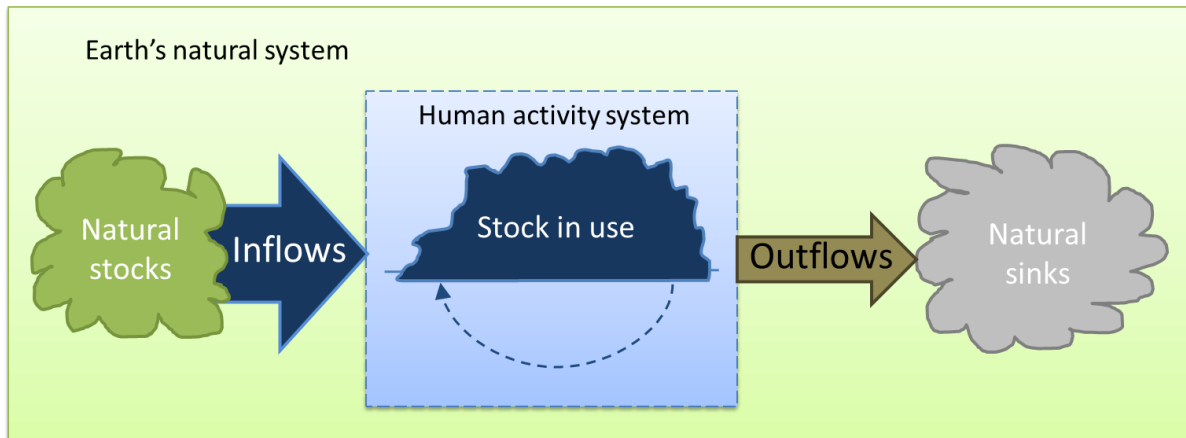 Earth’s natural system
Human activity system
Natural
stocks
Inflows
Stock in use
Outflows
Natural
sinks